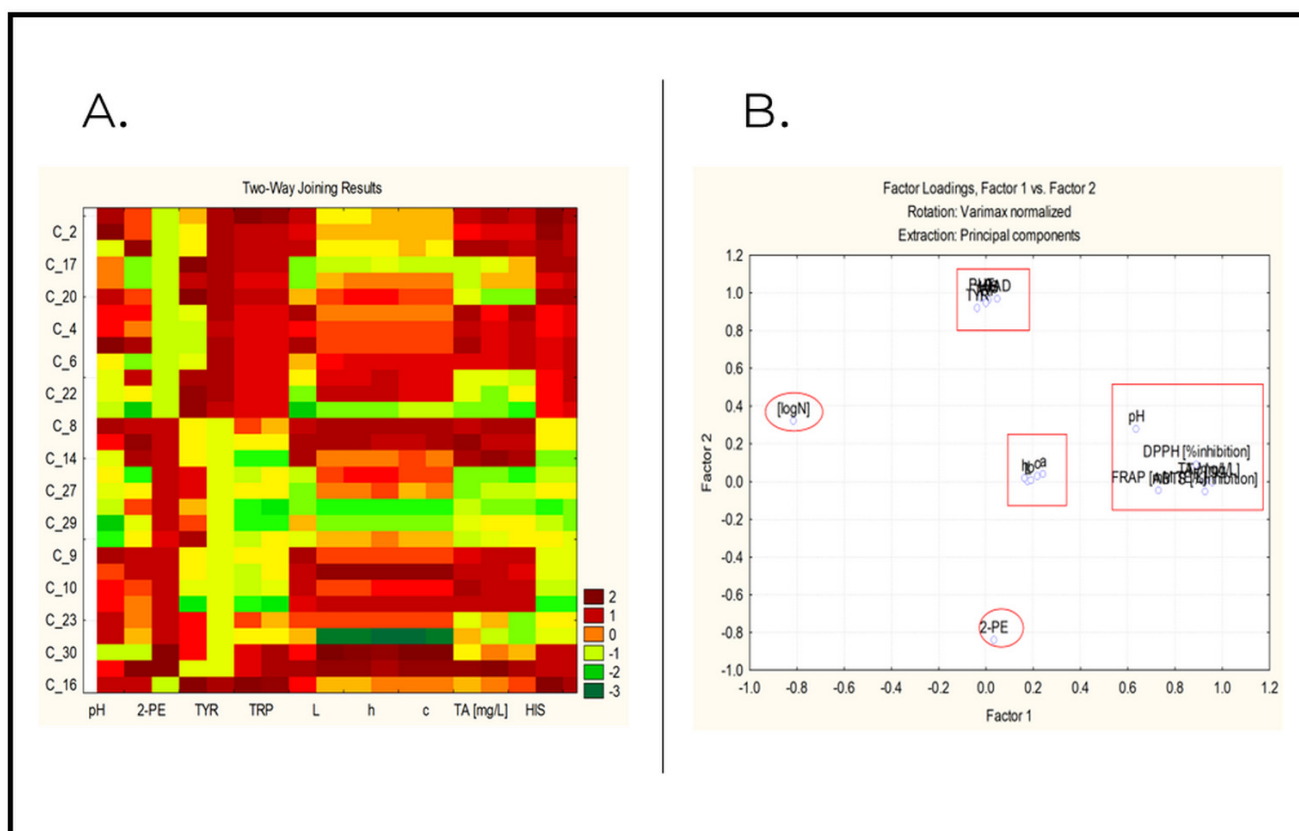 A.
B.
Two-Way Joining Results
C_2
C_17
C_20
C_4
C_6
C_22
C_8
C_14
C_27
C_29
C_9
C_10
C_23
C_30
C_16
2
1
0
-1
-2
-3
pH 2-PE TYR TRP L h c TA [mg/L] HIS
Factor Loadings, Factor 1 vs. Factor 2
Rotation: Varimax normalized
Extraction: Principal components
1.2
1.0
0.8
0.6
0.4
0.2
0.0
-0.2
-0.4
-0.6
-0.8
-1.0
Factor 2
TYR
[logN]
pH
DPPH [%inhibition]
FRAP
2-PE
-1.0 -0.8 -0.6 -0.4 -0.2 0.0 0.2 0.4 0.6 0.8 1.0 1.2
Factor 1